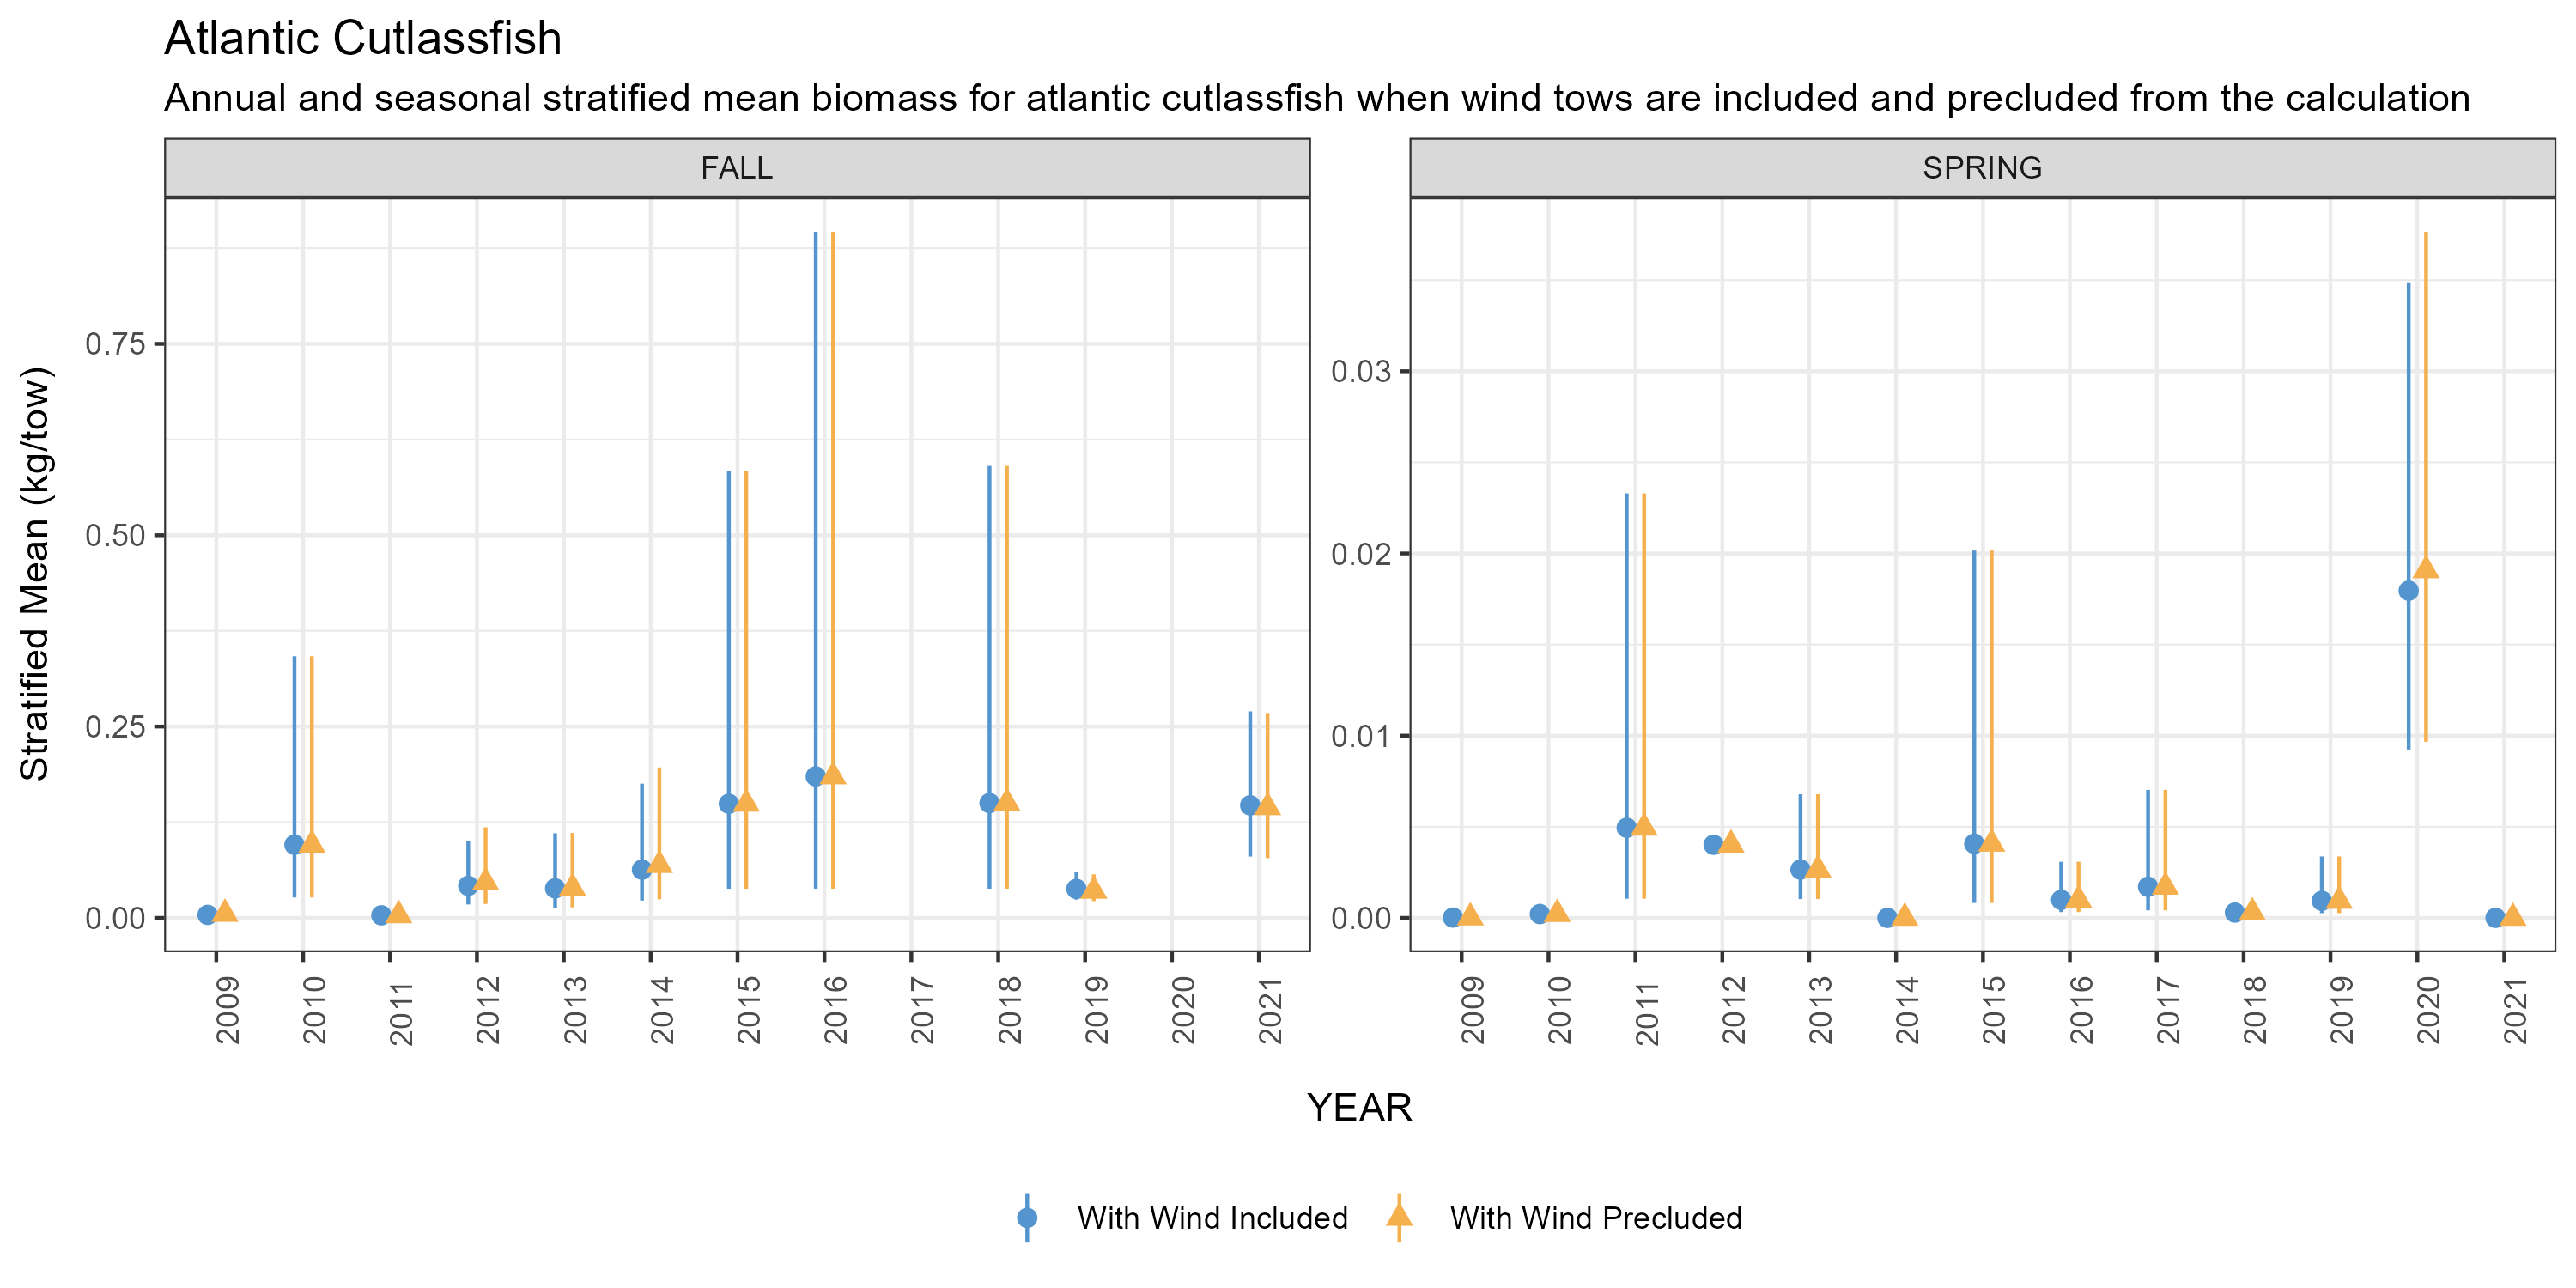 Atlantic Cutlassfish
Annual and seasonal stratified mean biomass for atlantic cutlassfish when wind tows are included and precluded from the calculation
FALL
SPRING
Stratified Mean (kg/tow)
0.75
0.50
0.25
0.00
0.03
0.02
0.01
0.00
2009 2010 2011 2012 2013 2014 2015 2016 2017 2018 2019 2020 2021
2009 2010 2011 2012 2013 2014 2015 2016 2017 2018 2019 2020 2021
YEAR
With Wind Included
With Wind Precluded